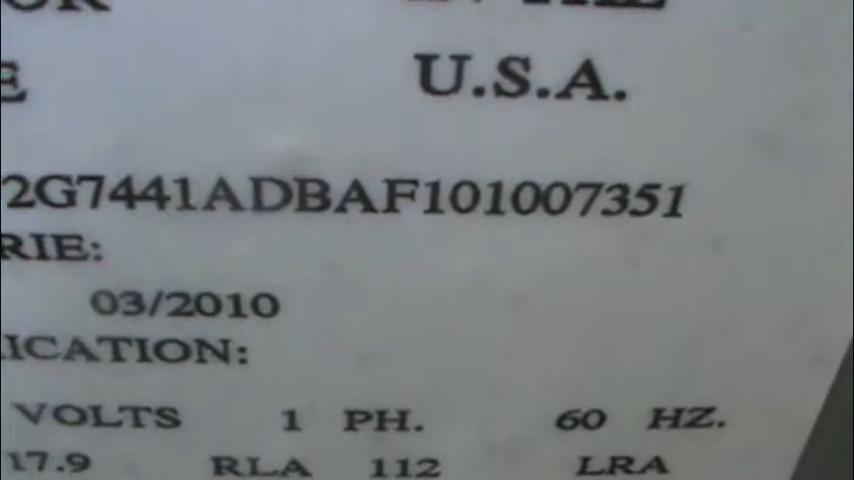 U.S.A.
2G7441ADBAF101007351
RIE:
03/2010
ICATION:
VOLTS 1 PH. 60 HZ.
17.9 RLA 112 LRA